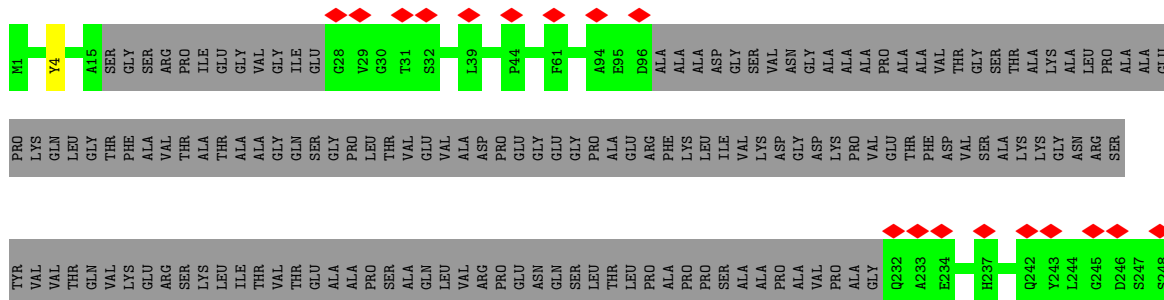 M1 Y4 A15 SER GLY SER ARG PRO ILE GLU GLY VAL GLY ILE GLU G28 V29 G30 T31 S32 L39 P44 F61 A94 E95 D96 ALA ALA ALA ALA ASP GLY SER VAL ASN GLY ALA ALA ALA PRO ALA ALA VAL THR GLY SER THR ALA LYS ALA LEU PRO ALA ALA GLU
PRO LYS GLN LEU GLY THR PHE ALA VAL THR ALA THR ALA ALA GLY GLN SER GLY PRO LEU THR VAL GLU VAL ALA ASP PRO GLU GLY GLU GLY PRO ALA GLU ARG PHE LYS LEU ILE VAL LYS ASP GLY ASP LYS PRO VAL GLU THR PHE ASP VAL SER ALA LYS LYS GLY ASN ARG SER
TYR VAL VAL THR GLN VAL LYS GLU ARG SER LYS LEU ILE THR VAL THR GLU ALA ALA PRO SER ALA GLN LEU VAL ARG PRO GLU ASN GLN SER LEU THR LEU PRO ALA PRO PRO SER ALA ALA PRO ALA VAL PRO ALA GLY Q232 A233 E234 H237 Q242 Y243 L244 G245 D246 S247 S248